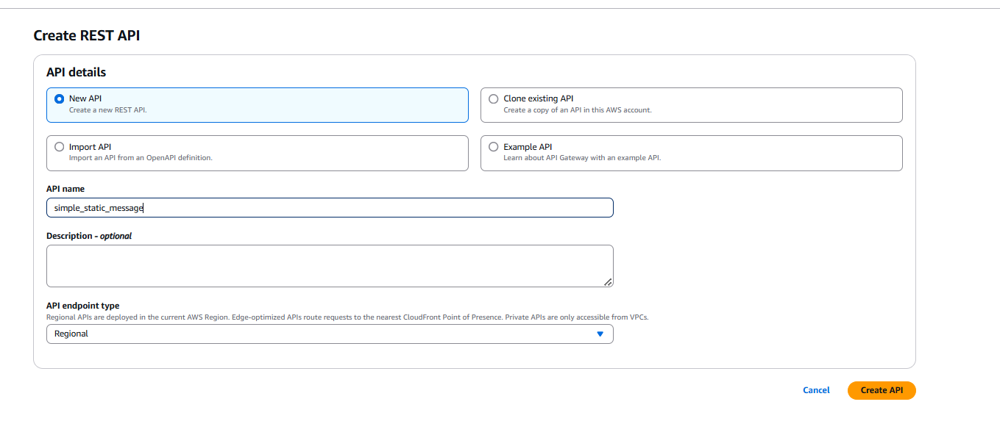 Create REST API
API details
New API
Create a new REST API.
Clone existing API
Create a copy of an API in this AWS account.
Import API
Import an API from an OpenAPI definition.
Example API
Learn about API Gateway with an example API.
API name
simple_static_message
Description - optional
API endpoint type
Regional APIs are deployed in the current AWS Region. Edge-optimized APIs route requests to the nearest CloudFront Point of Presence. Private APIs are only accessible from VPCs.
Regional
Cancel
Create API